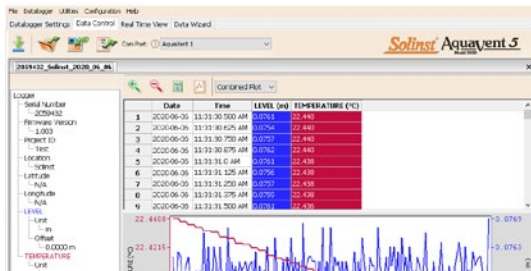 File Datalogger Utilities Configuration Help
Datalogger Settings Data Control Real Time View Data Wizard
Com Port: Aquavent 1
Solinst Aquavent 5
2059432_Solinst_2020_06_06
Combined Plot
Logger
Serial Number
2059432
Firmware Version
1.003
Project ID
Test
Location
Solinst
Latitude
N/A
Longitude
N/A
LEVEL
Unit
m
Offset
0.0000 m
TEMPERATURE
Unit
Date Time LEVEL (m) TEMPERATURE (°C)
1 2020-06-06 11:31:30.500 AM 0.0761 22.440
2 2020-06-06 11:31:30.625 AM 0.0754 22.440
3 2020-06-06 11:31:30.750 AM 0.0757 22.440
4 2020-06-06 11:31:30.875 AM 0.0762 22.440
5 2020-06-06 11:31:31.0 AM 0.0761 22.438
6 2020-06-06 11:31:31.125 AM 0.0756 22.438
7 2020-06-06 11:31:31.250 AM 0.0757 22.438
8 2020-06-06 11:31:31.375 AM 0.0759 22.438
9 2020-06-06 11:31:31.500 AM 0.0761 22.436
22.4408
22.4215
0.0769
0.0763